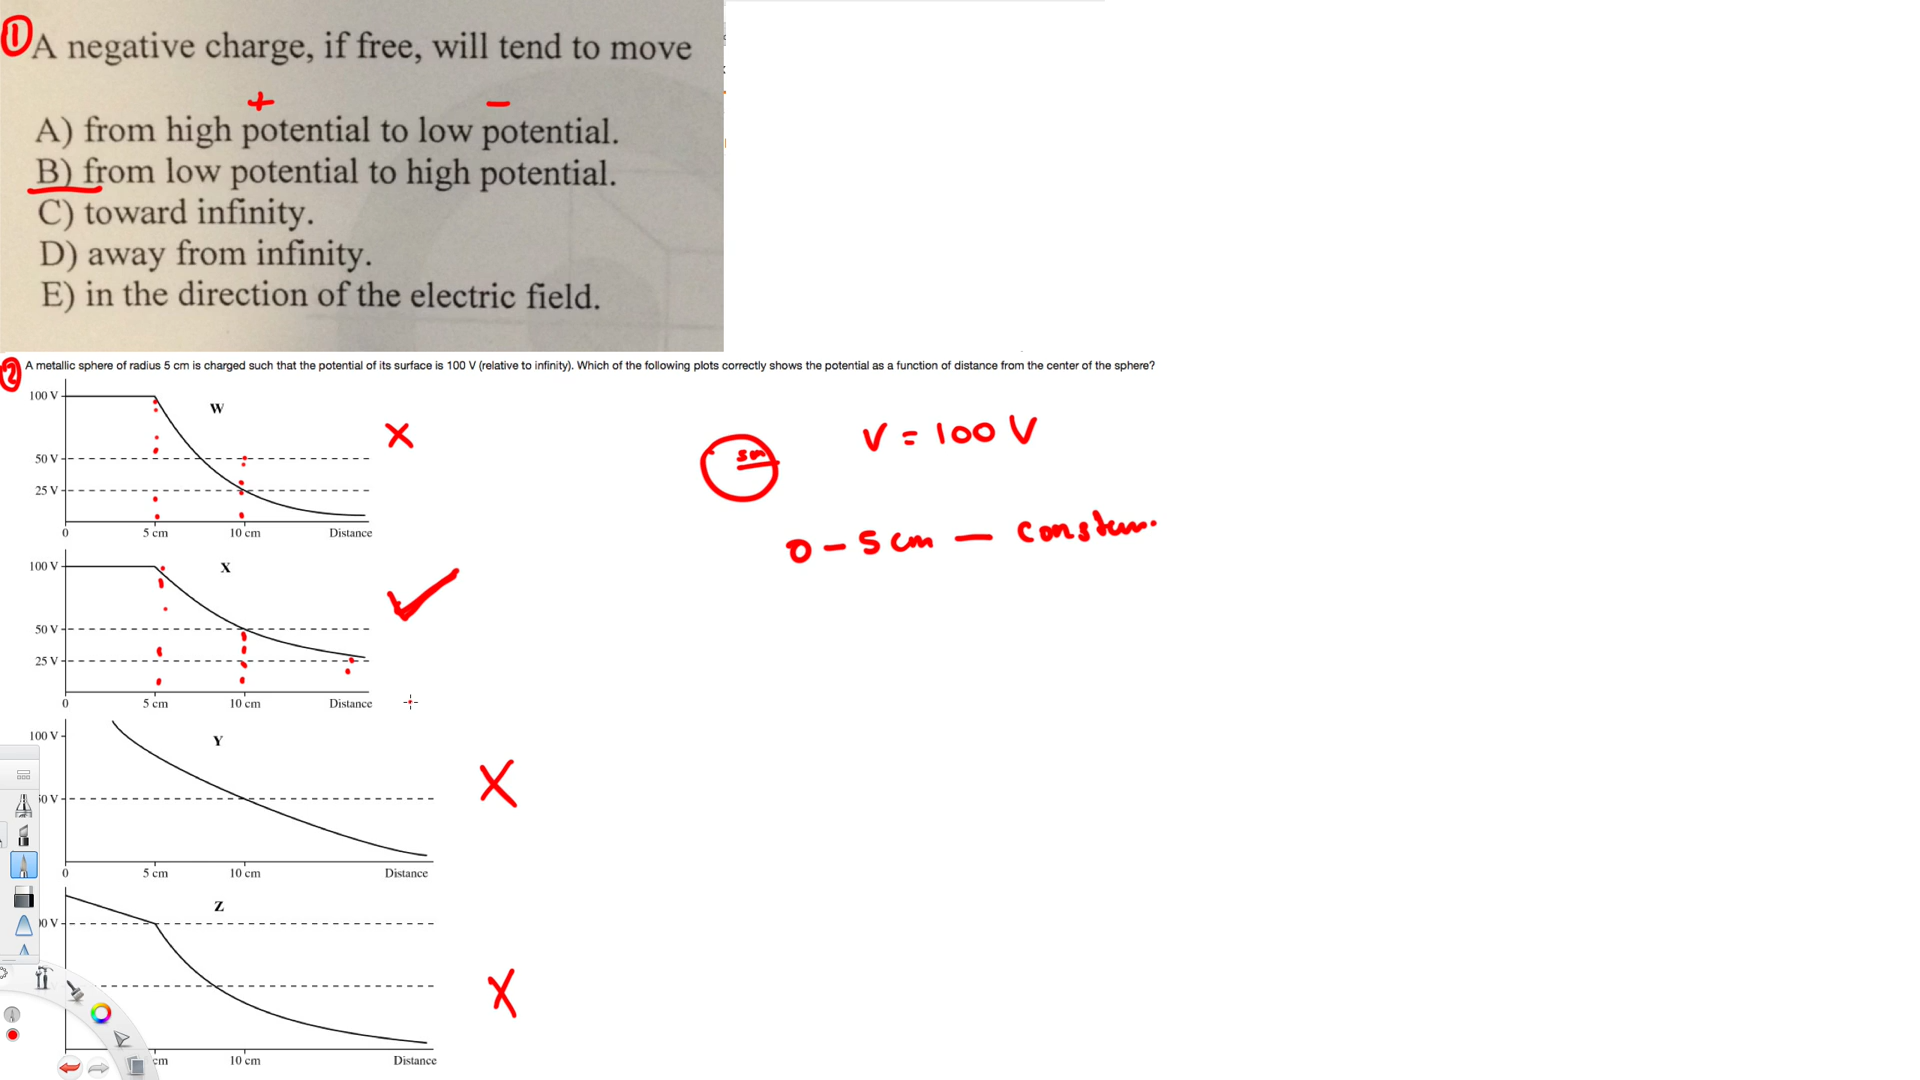 ①
A negative charge, if free, will tend to move
+ −
A) from high potential to low potential.
B) from low potential to high potential.
C) toward infinity.
D) away from infinity.
E) in the direction of the electric field.
②
A metallic sphere of radius 5 cm is charged such that the potential of its surface is 100 V (relative to infinity). Which of the following plots correctly shows the potential as a function of distance from the center of the sphere?
100 V
W
50 V
25 V
0 5 cm 10 cm Distance
V = 100 V
0 - 5 cm —
100 V
X
50 V
25 V
0 5 cm 10 cm Distance
100 V
Y
0 V
0 5 cm 10 cm Distance
Z
0 V
cm 10 cm Distance